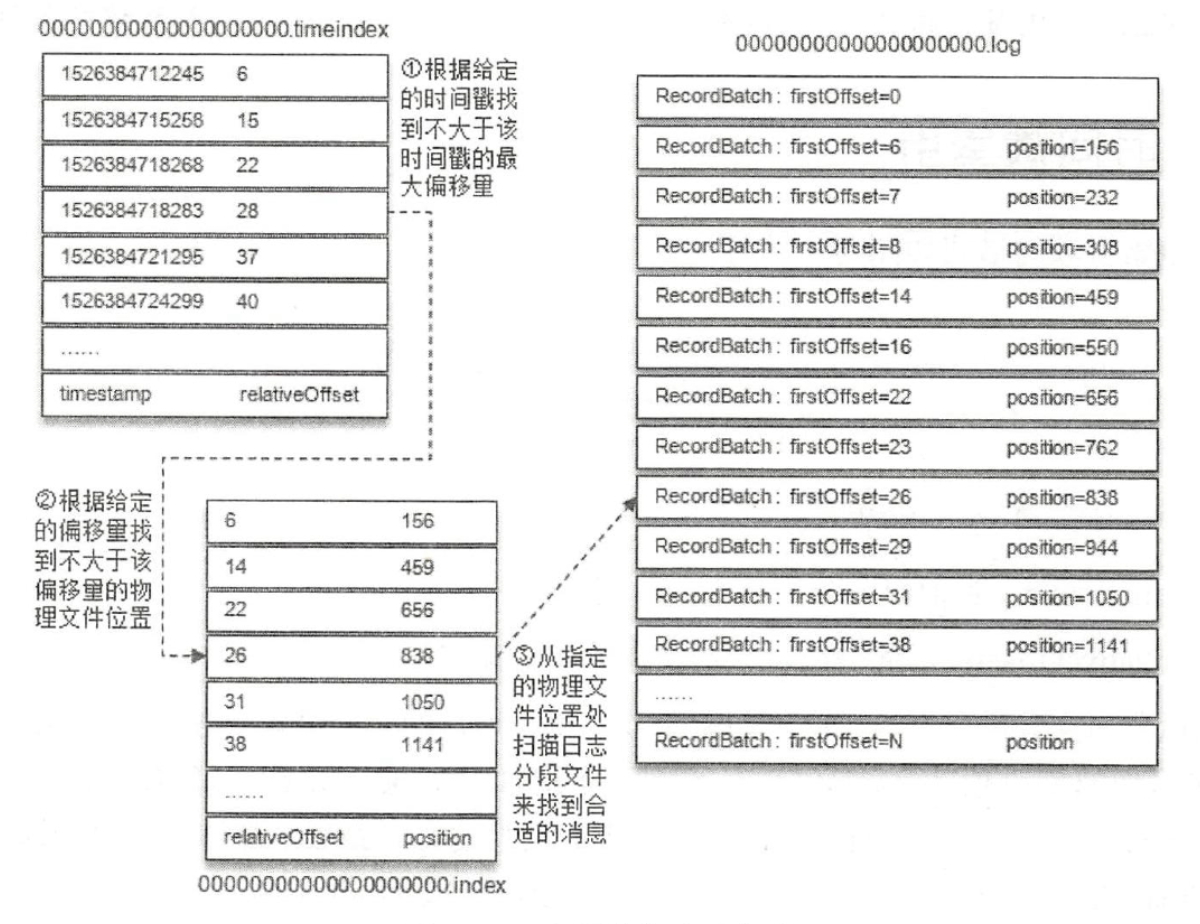 00000000000000000000.timeindex
1526384712245 6
1526384715258 15
1526384718268 22
1526384718283 28
1526384721295 37
1526384724299 40
......
timestamp relativeOffset
①根据给定
的时间戳找
到不大于该
时间戳的最
大偏移量
②根据给定
的偏移量找
到不大于该
偏移量的物
理文件位置
6 156
14 459
22 656
26 838
31 1050
38 1141
......
relativeOffset position
00000000000000000000.index
③从指定
的物理文
件位置处
扫描日志
分段文件
来找到合
适的消息
00000000000000000000.log
RecordBatch: firstOffset=0
RecordBatch: firstOffset=6 position=156
RecordBatch: firstOffset=7 position=232
RecordBatch: firstOffset=8 position=308
RecordBatch: firstOffset=14 position=459
RecordBatch: firstOffset=16 position=550
RecordBatch: firstOffset=22 position=656
RecordBatch: firstOffset=23 position=762
RecordBatch: firstOffset=26 position=838
RecordBatch: firstOffset=29 position=944
RecordBatch: firstOffset=31 position=1050
RecordBatch: firstOffset=38 position=1141
......
RecordBatch: firstOffset=N position